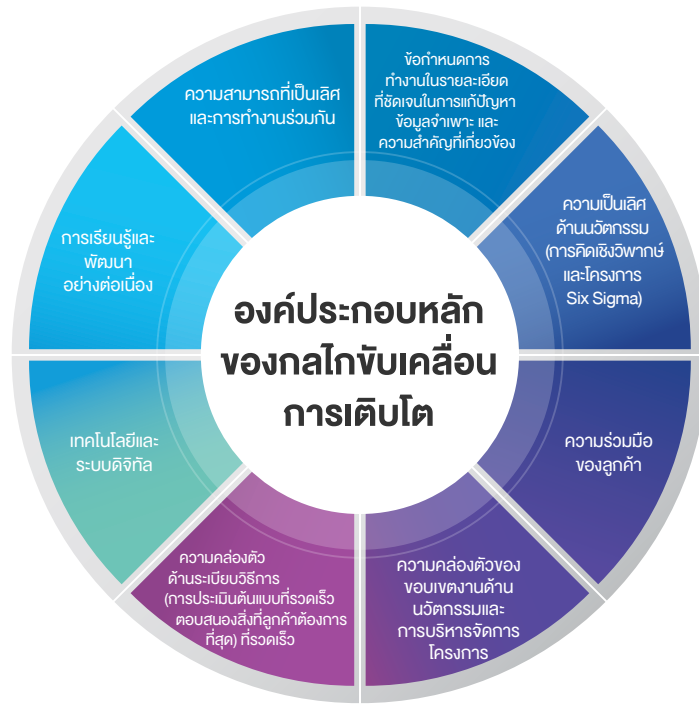 องค์ประกอบหลัก
ของกลไกขับเคลื่อน
การเติบโต
ข้อกำหนดการ
ทำงานในรายละเอียด
ที่ชัดเจนในการแก้ปัญหา
ข้อมูลจำเพาะ และ
ความสำคัญที่เกี่ยวข้อง
ความเป็นเลิศ
ด้านนวัตกรรม
(การคิดเชิงวิพากษ์
และโครงการ
Six Sigma)
ความร่วมมือ
ของลูกค้า
ความคล่องตัวของ
ขอบเขตงานด้าน
นวัตกรรมและ
การบริหารจัดการ
โครงการ
ความคล่องตัว
ด้านระเบียบวิธีการ
(การประเมินต้นแบบที่รวดเร็ว
ตอบสนองสิ่งที่ลูกค้าต้องการ
ที่สุด) ที่รวดเร็ว
เทคโนโลยีและ
ระบบดิจิทัล
การเรียนรู้และ
พัฒนา
อย่างต่อเนื่อง
ความสามารถที่เป็นเลิศ
และการทำงานร่วมกัน